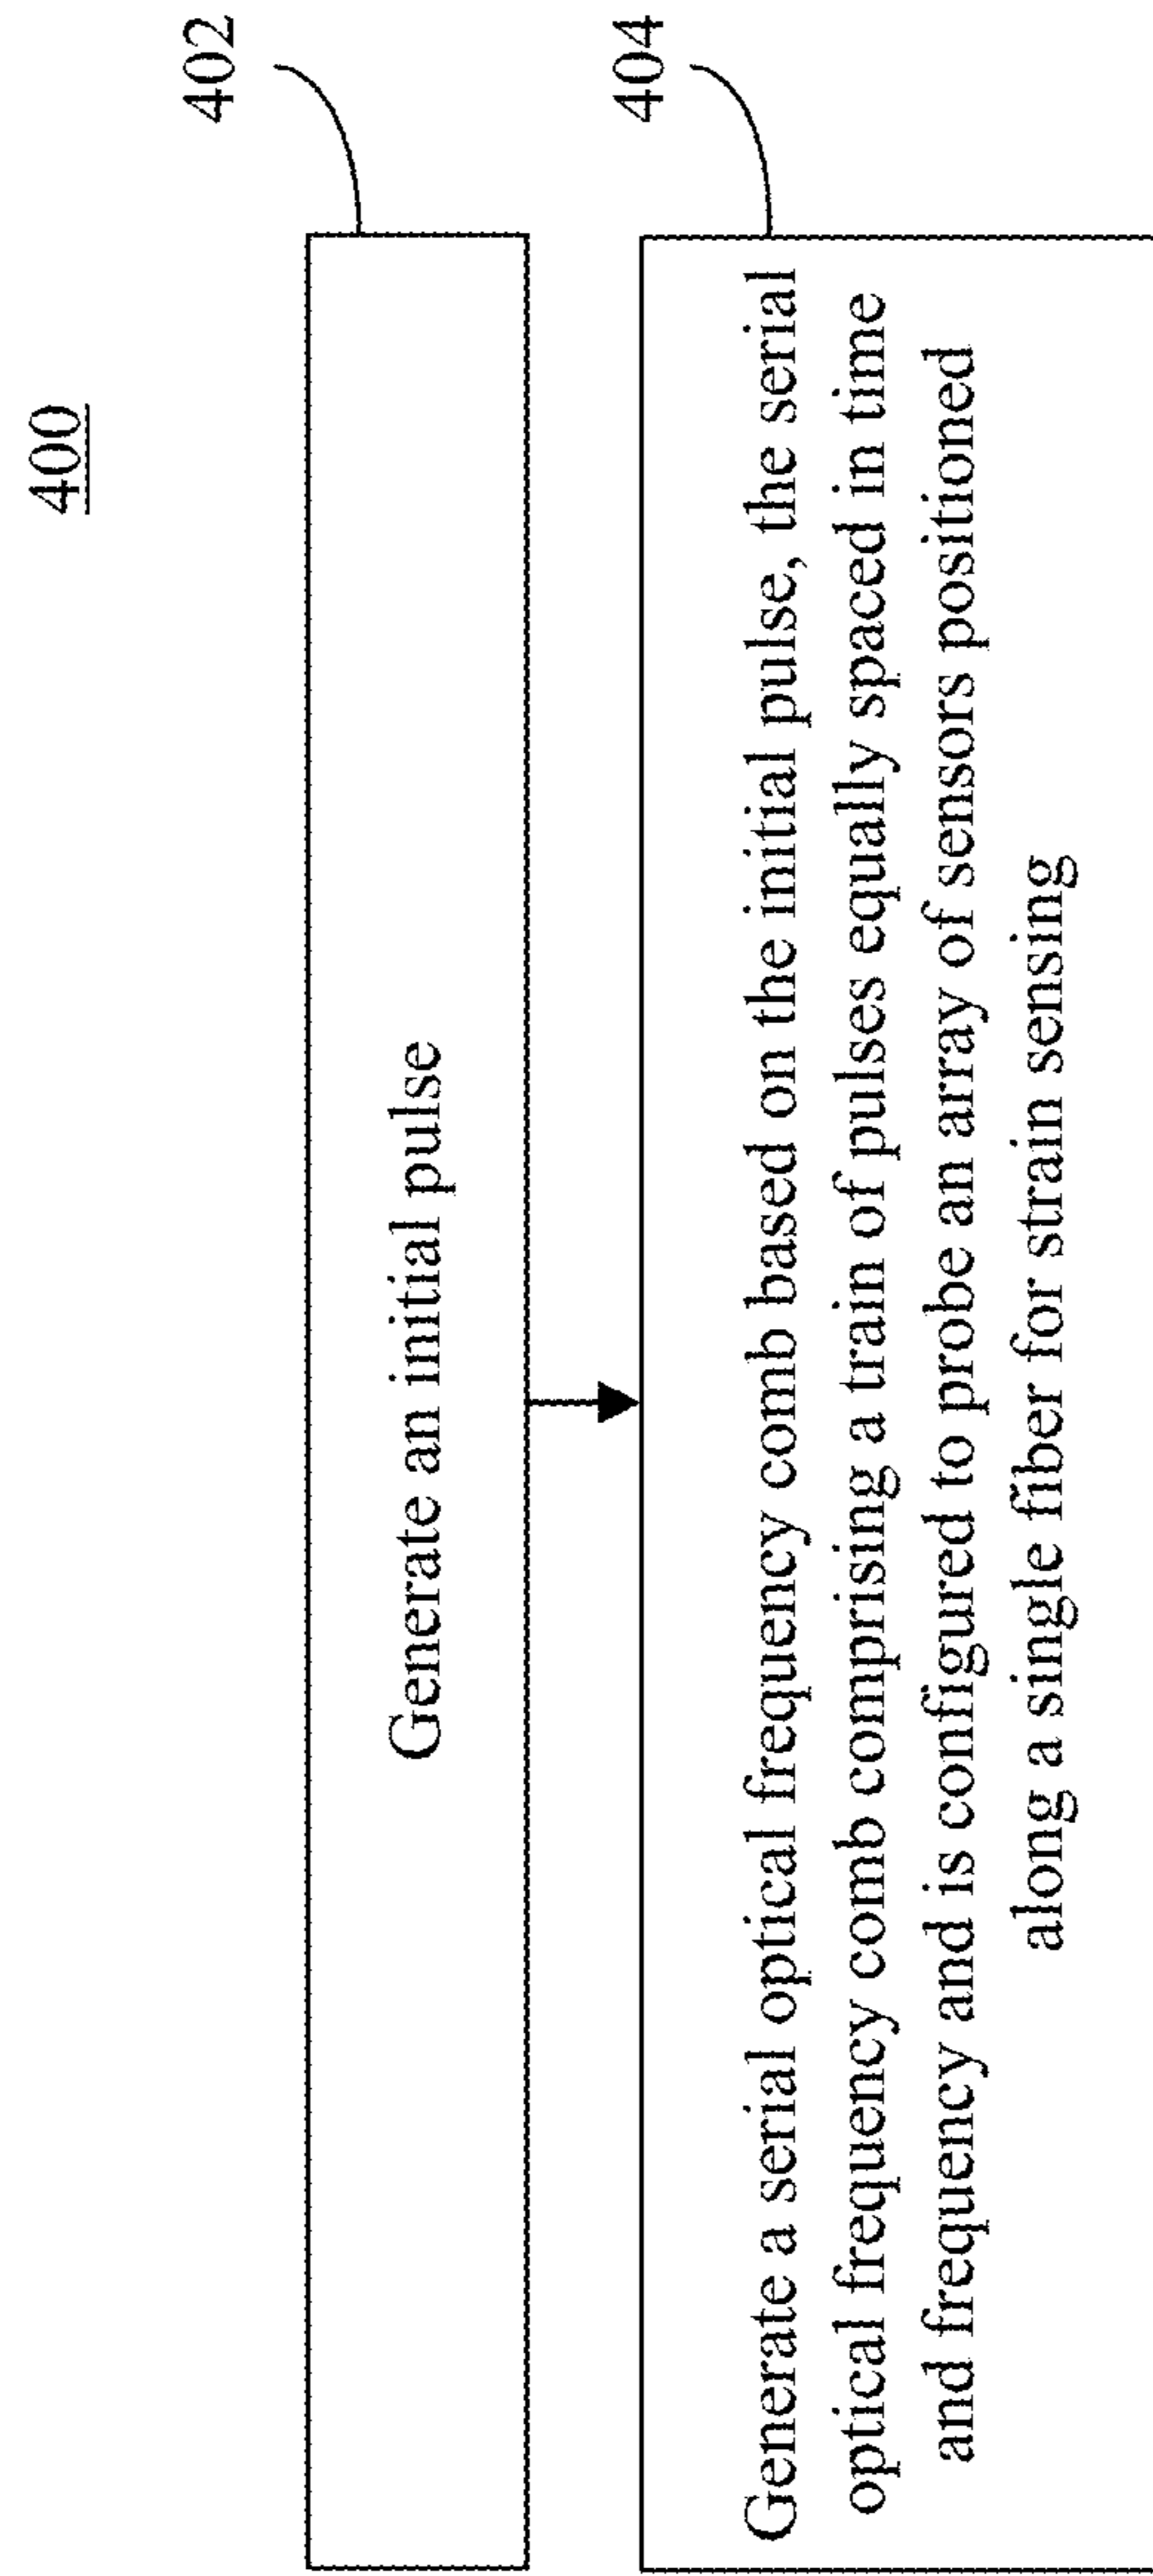 400
402
Generate an initial pulse
404
Generate a serial optical frequency comb based on the initial pulse, the serial
optical frequency comb comprising a train of pulses equally spaced in time
and frequency and is configured to probe an array of sensors positioned
along a single fiber for strain sensing